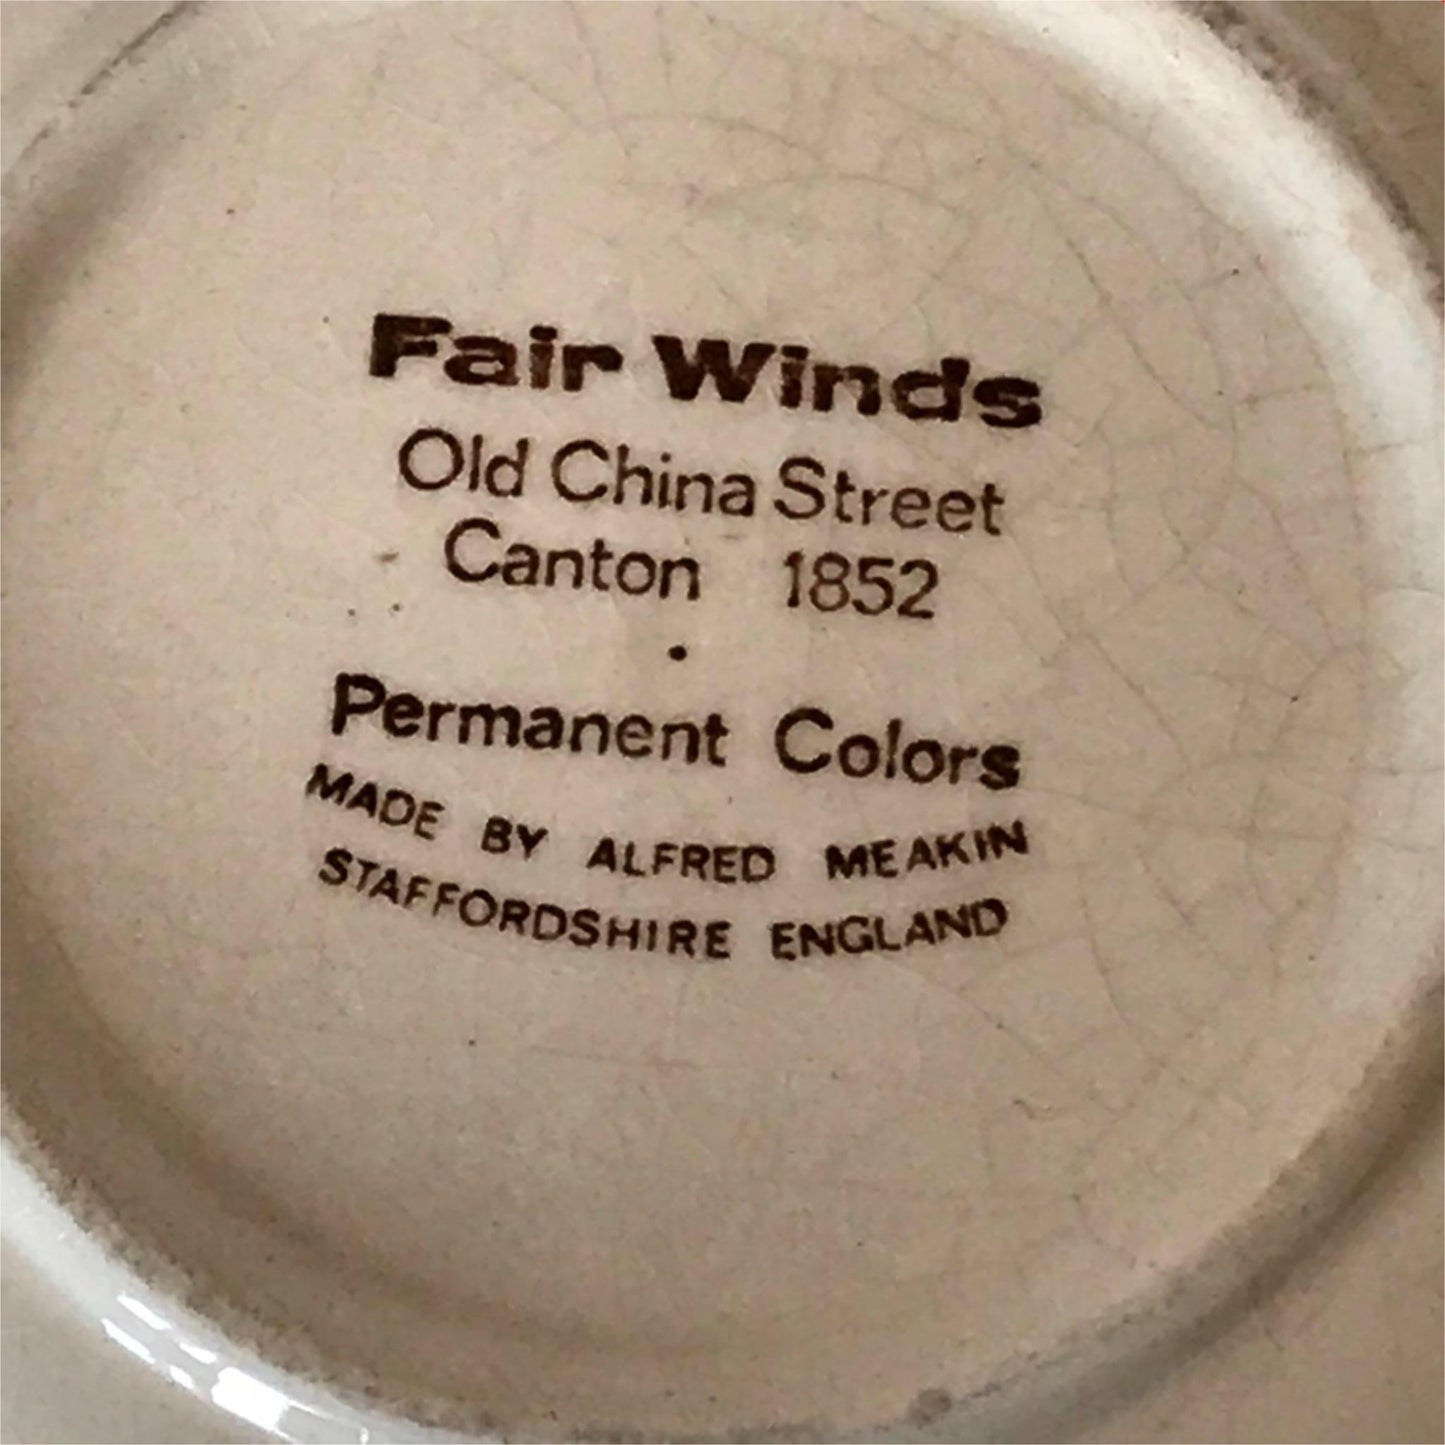 Fair Winds
Old China Street
Canton 1852
Permanent Colors
MADE BY ALFRED MEAKIN
STAFFORDSHIRE ENGLAND